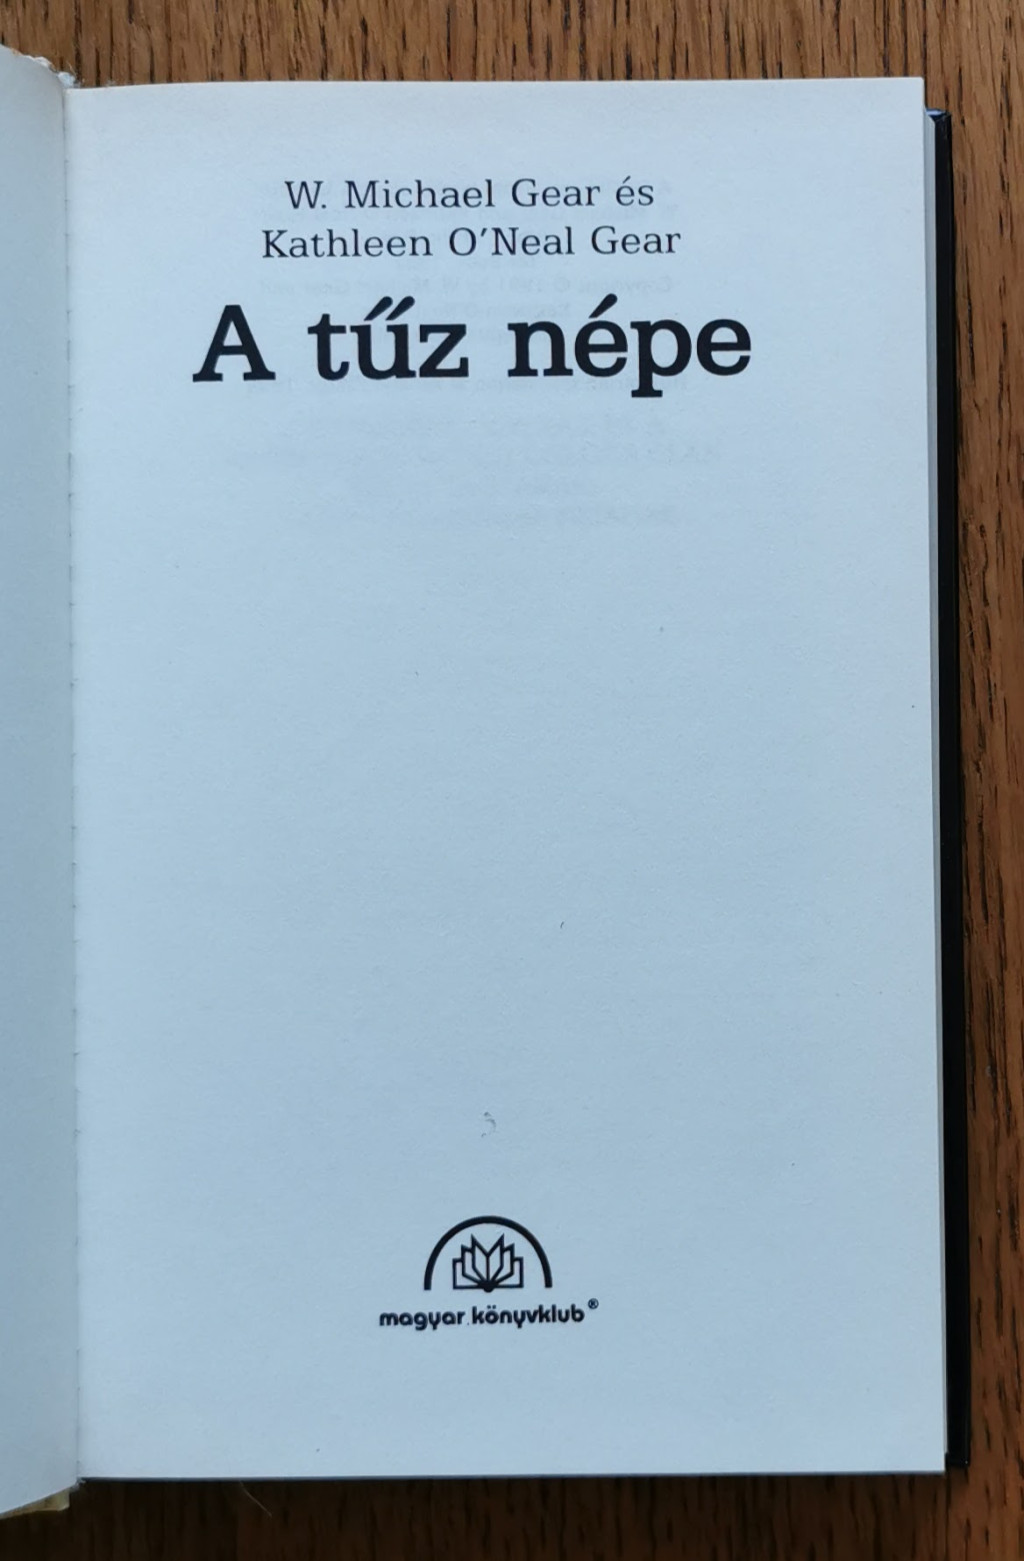 W. Michael Gear és
Kathleen O'Neal Gear
A tűz népe
magyar könyvklub®